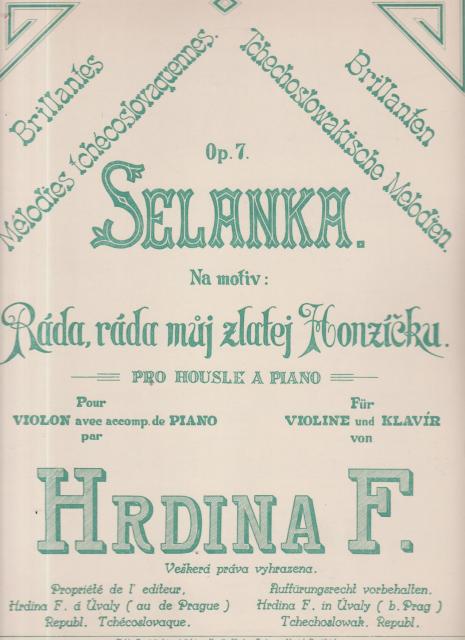 Brillantes
Mélodies tchécoslovaquennes.
Brillanten
Tchechoslowakische Melodien.
Op. 7.
SELANKA.
Na motiv:
Ráda, ráda můj zlatej Honzíčku.
PRO HOUSLE A PIANO
Pour
VIOLON avec accomp. de PIANO
par
Für
VIOLINE und KLAVÍR
von
HRDINA F.
Veškerá práva vyhrazena.
Propriété de l' editeur,
Hrdina F. á Úvaly ( au de Prague )
Republ. Tchécoslovaque.
Auffürungsrecht vorbehalten.
Hrdina F. in Úvaly ( b. Prag )
Tchechoslowak. Republ.